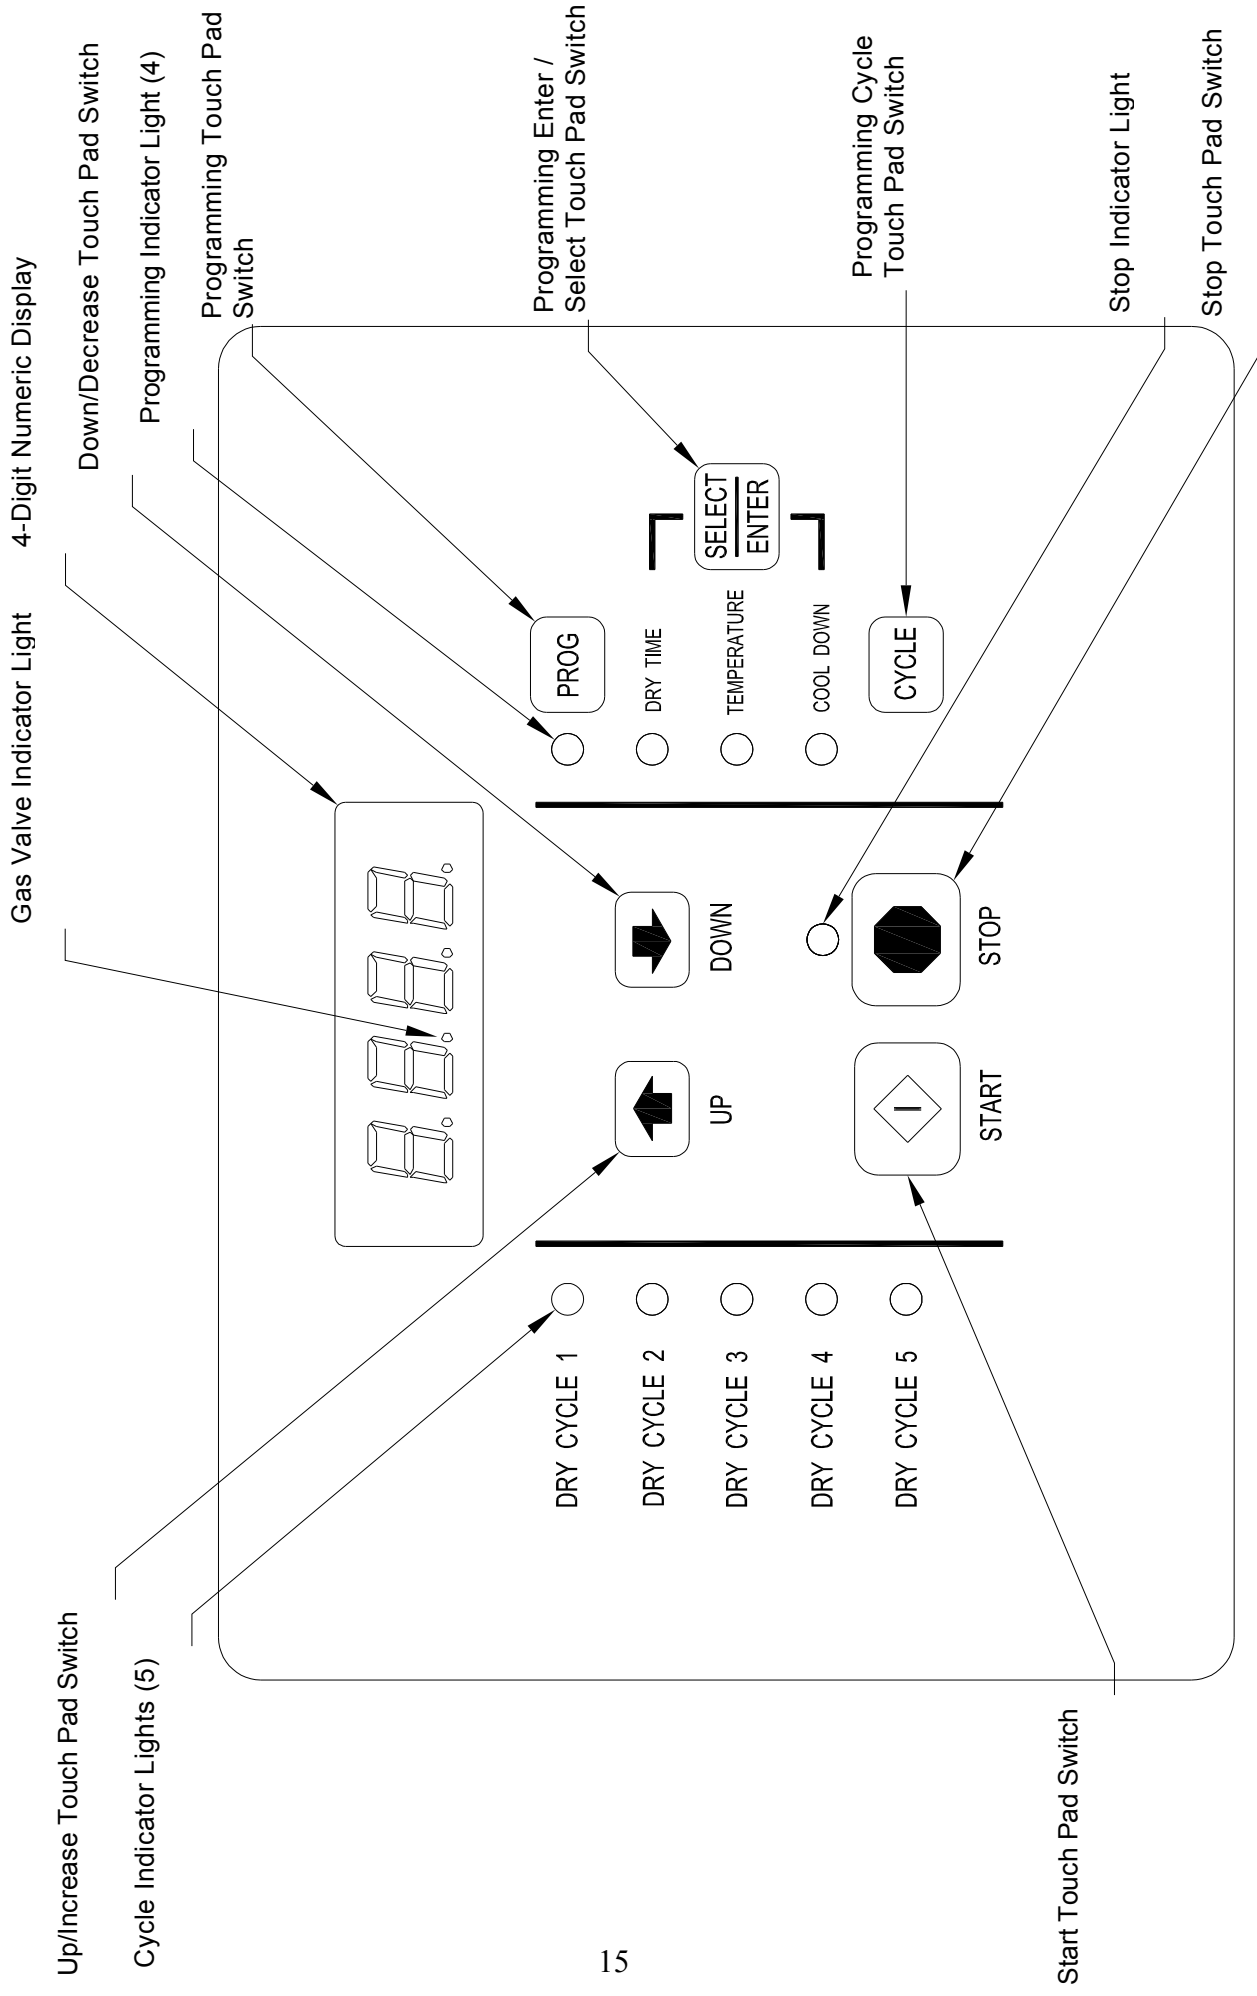 Gas Valve Indicator Light
4-Digit Numeric Display
Down/Decrease Touch Pad Switch
Programming Indicator Light (4)
Programming Touch Pad
Switch
Programming Enter /
Select Touch Pad Switch
Programming Cycle
Touch Pad Switch
Stop Indicator Light
Stop Touch Pad Switch
Up/Increase Touch Pad Switch
Cycle Indicator Lights (5)
Start Touch Pad Switch
DRY CYCLE 1
DRY CYCLE 2
DRY CYCLE 3
DRY CYCLE 4
DRY CYCLE 5
UP
DOWN
START
STOP
PROG
DRY TIME
TEMPERATURE
COOL DOWN
SELECT
ENTER
CYCLE
15